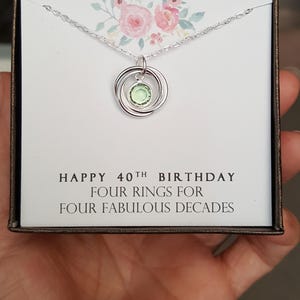 HAPPY 40TH BIRTHDAY
FOUR RINGS FOR
FOUR FABULOUS DECADES